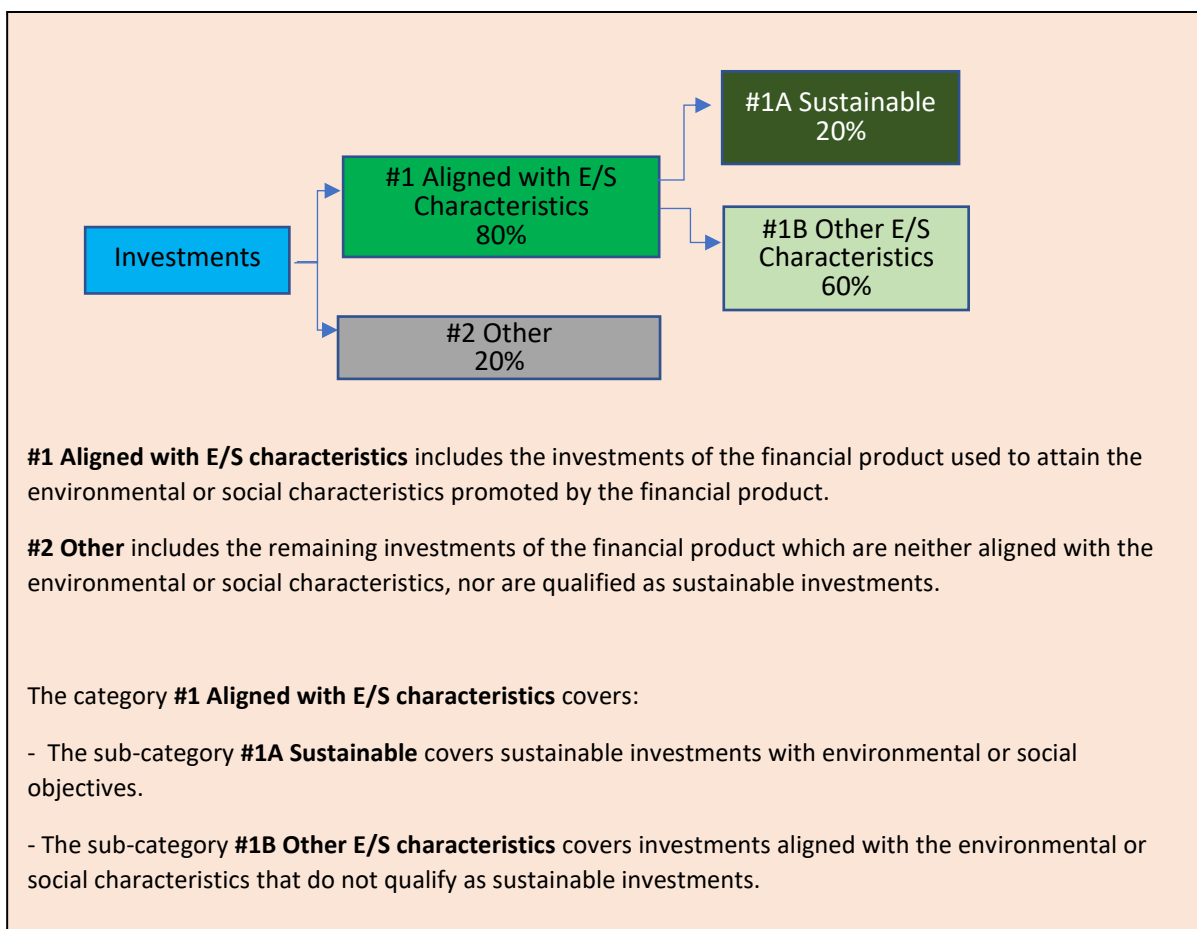 #1A Sustainable
20%
#1 Aligned with E/S
Characteristics
80%
#1B Other E/S
Characteristics
60%
Investments
#2 Other
20%
#1 Aligned with E/S characteristics includes the investments of the financial product used to attain the
environmental or social characteristics promoted by the financial product.
#2 Other includes the remaining investments of the financial product which are neither aligned with the
environmental or social characteristics, nor are qualified as sustainable investments.
The category #1 Aligned with E/S characteristics covers:
- The sub-category #1A Sustainable covers sustainable investments with environmental or social
objectives.
- The sub-category #1B Other E/S characteristics covers investments aligned with the environmental or
social characteristics that do not qualify as sustainable investments.